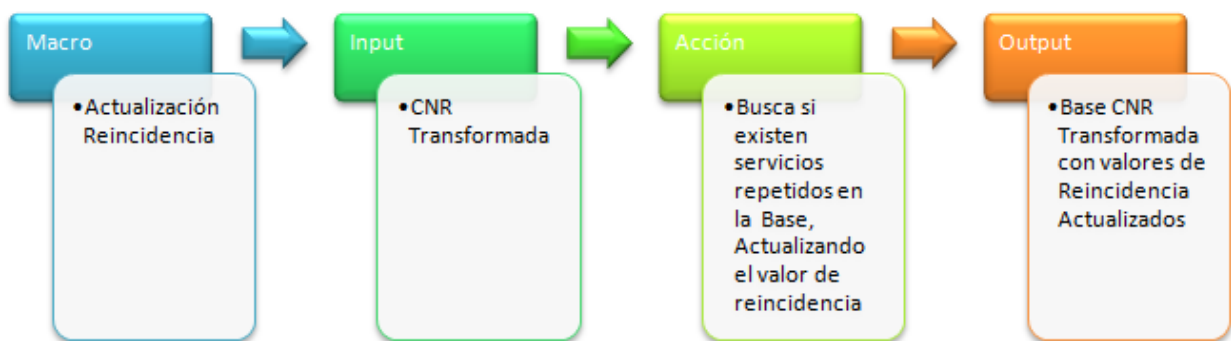 Macro
•Actualización
Reincidencia
Input
•CNR
Transformada
Acción
•Busca si
existen
servicios
repetidos en
la Base,
Actualizando
el valor de
reincidencia
Output
•Base CNR
Transformada
con valores de
Reincidencia
Actualizados